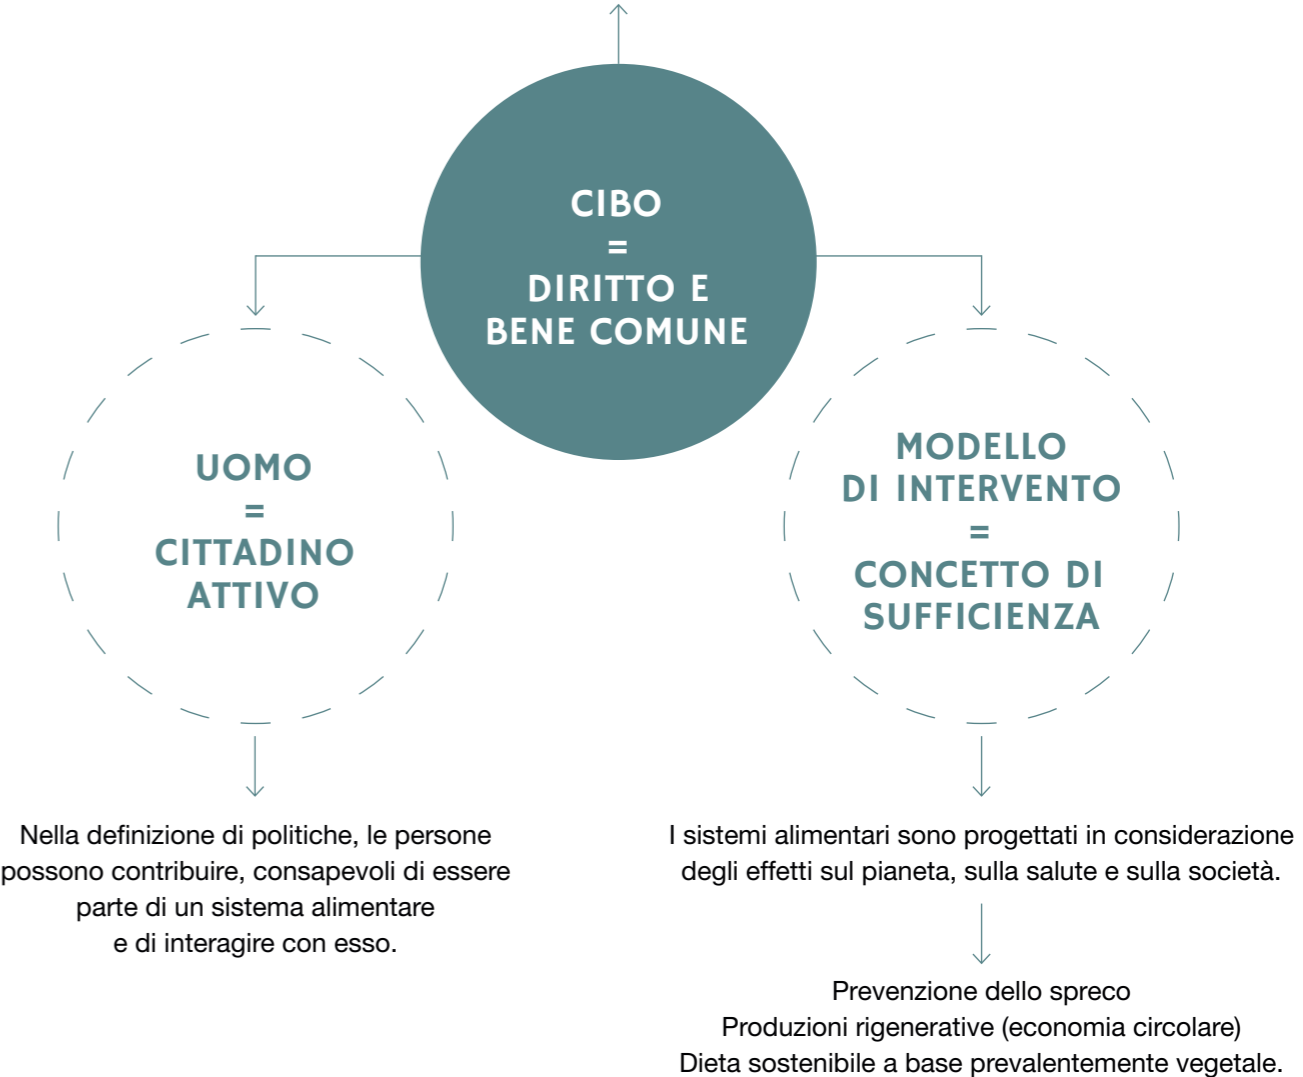 CIBO
=
DIRITTO E
BENE COMUNE
UOMO
=
CITTADINO
ATTIVO
MODELLO
DI INTERVENTO
=
CONCETTO DI
SUFFICIENZA
Nella definizione di politiche, le persone
possono contribuire, consapevoli di essere
parte di un sistema alimentare
e di interagire con esso.
I sistemi alimentari sono progettati in considerazione
degli effetti sul pianeta, sulla salute e sulla società.
Prevenzione dello spreco
Produzioni rigenerative (economia circolare)
Dieta sostenibile a base prevalentemente vegetale.